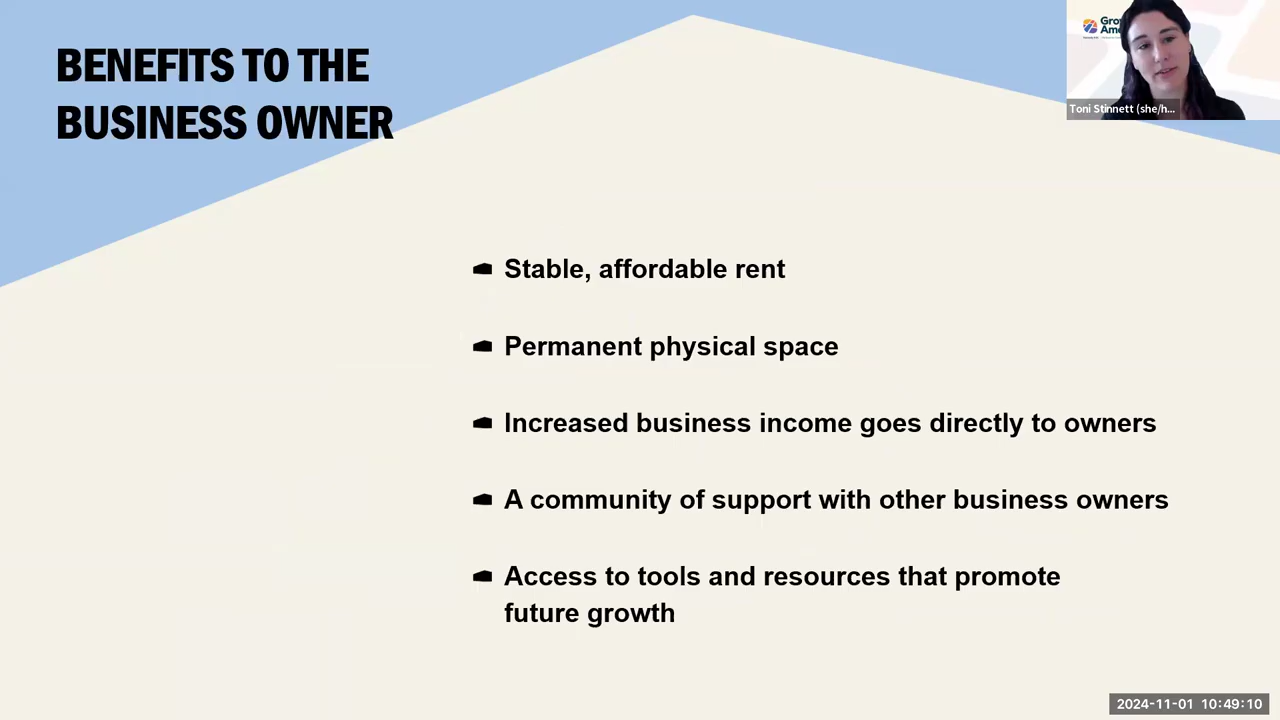 BENEFITS TO THE
BUSINESS OWNER
Stable, affordable rent
Permanent physical space
Increased business income goes directly to owners
A community of support with other business owners
Access to tools and resources that promote
future growth
Toni Stinnett (she/h...
2024-11-01 10:49:10